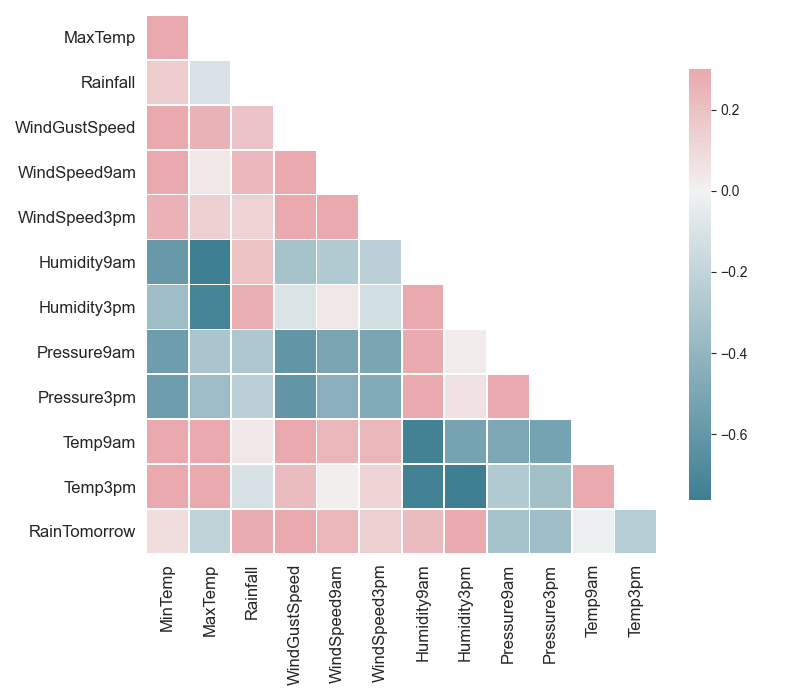 MaxTemp
Rainfall
WindGustSpeed
WindSpeed9am
WindSpeed3pm
Humidity9am
Humidity3pm
Pressure9am
Pressure3pm
Temp9am
Temp3pm
RainTomorrow
MinTemp
MaxTemp
Rainfall
WindGustSpeed
WindSpeed9am
WindSpeed3pm
Humidity9am
Humidity3pm
Pressure9am
Pressure3pm
Temp9am
Temp3pm
0.2
0.0
−0.2
−0.4
−0.6